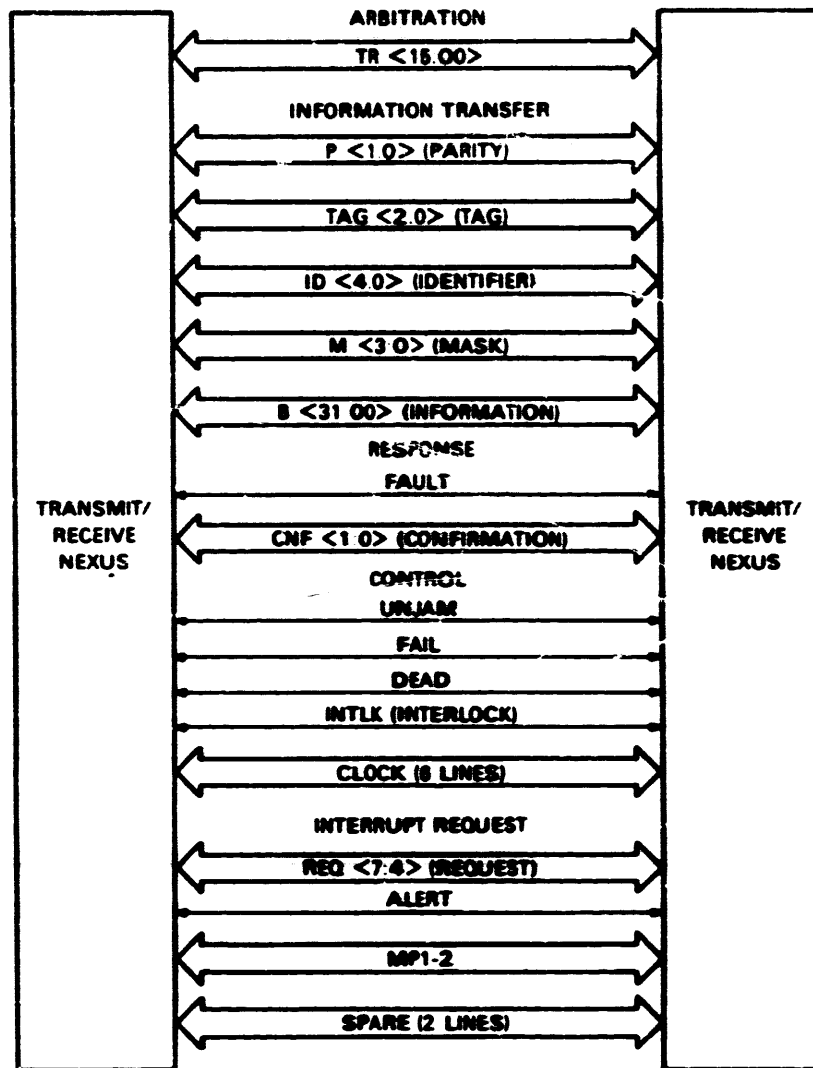 ARBITRATION
TR <15.00>
INFORMATION TRANSFER
P <1.0> (PARITY)
TAG <2.0> (TAG)
ID <4.0> (IDENTIFIER)
M <3:0> (MASK)
B <31 00> (INFORMATION)
RESPONSE
FAULT
TRANSMIT/
RECEIVE
NEXUS
TRANSMIT/
RECEIVE
NEXUS
CNF <1:0> (CONFIRMATION)
CONTROL
UNJAM
FAIL
DEAD
INTLK (INTERLOCK)
CLOCK (6 LINES)
INTERRUPT REQUEST
REQ <7:4> (REQUEST)
ALERT
MP1-2
SPARE (2 LINES)